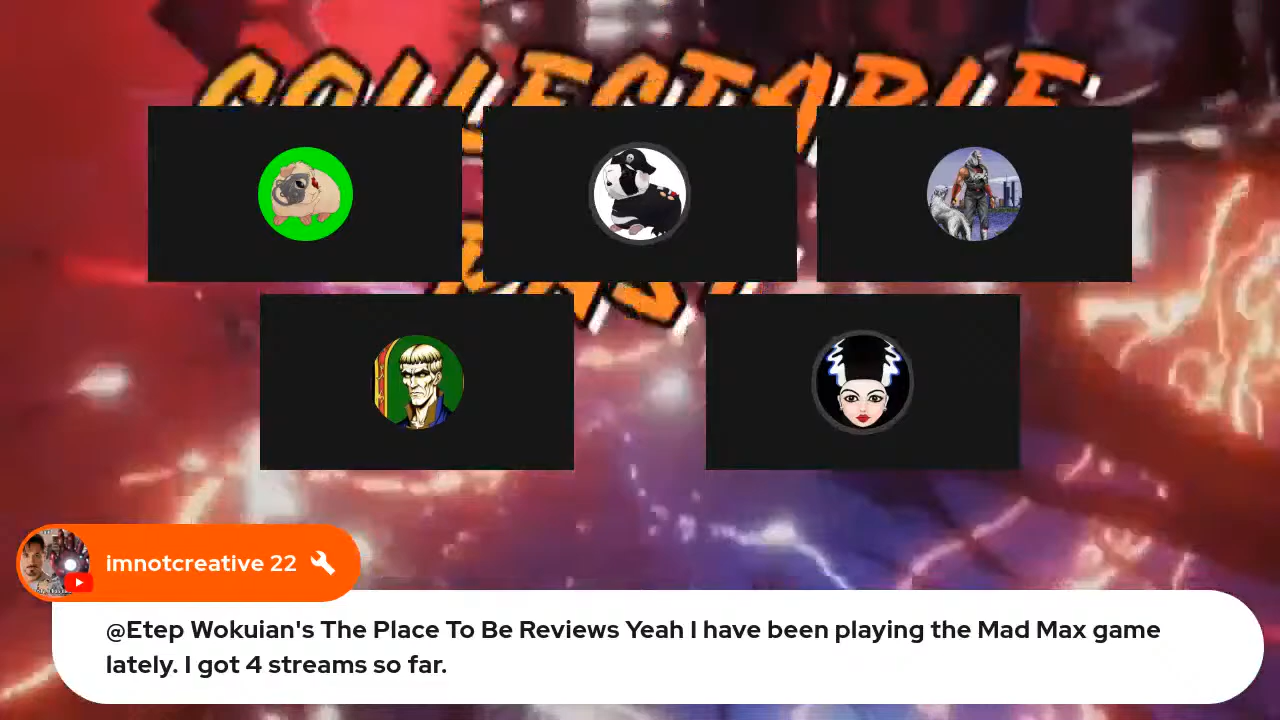 COLLECTABLE
imnotcreative 22
@Etep Wokuian's The Place To Be Reviews Yeah I have been playing the Mad Max game
lately. I got 4 streams so far.